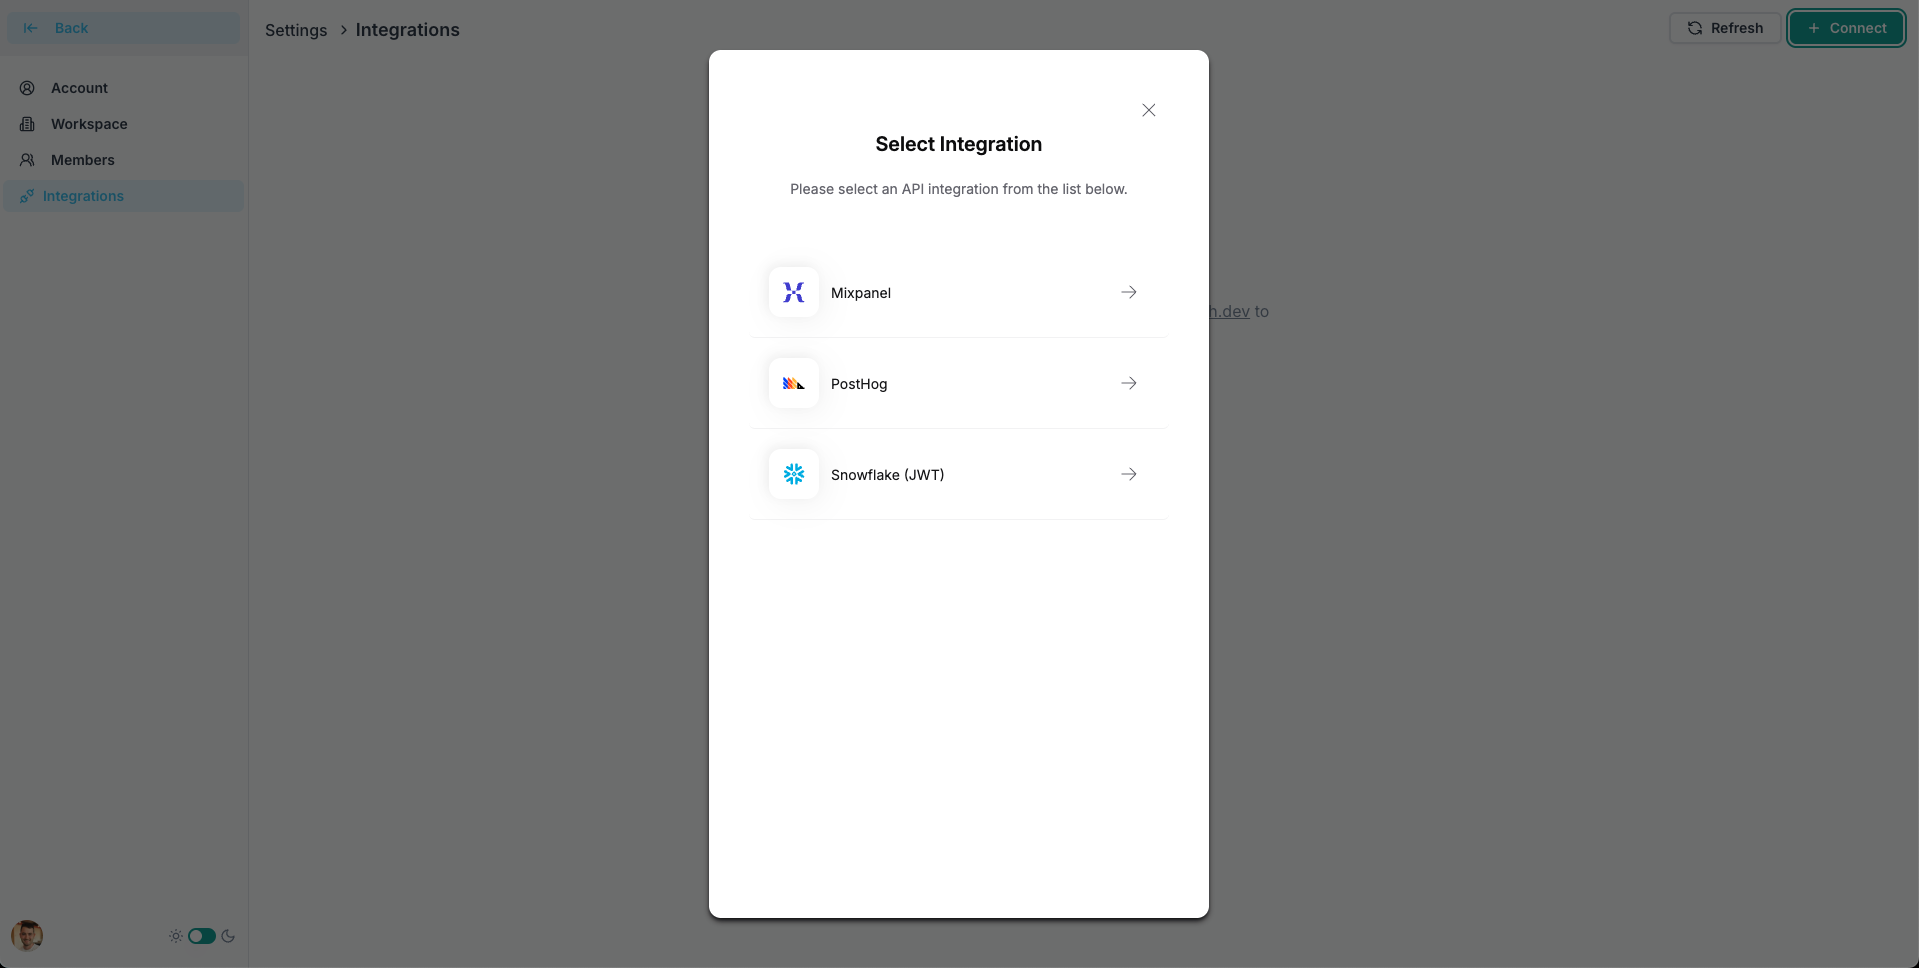 Back
Settings > Integrations
Refresh
+ Connect
Account
Workspace
Members
Integrations
Select Integration
Please select an API integration from the list below.
Mixpanel
h.dev to
PostHog
Snowflake (JWT)